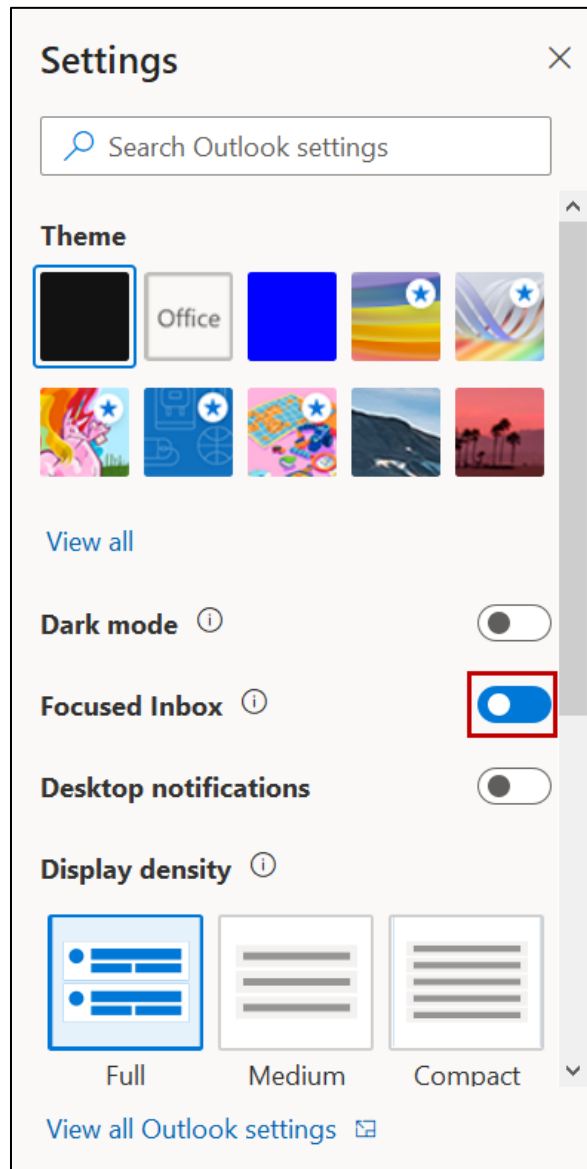 Settings
Search Outlook settings
Theme
Office
View all
Dark mode
Focused Inbox
Desktop notifications
Display density
Full Medium Compact
View all Outlook settings